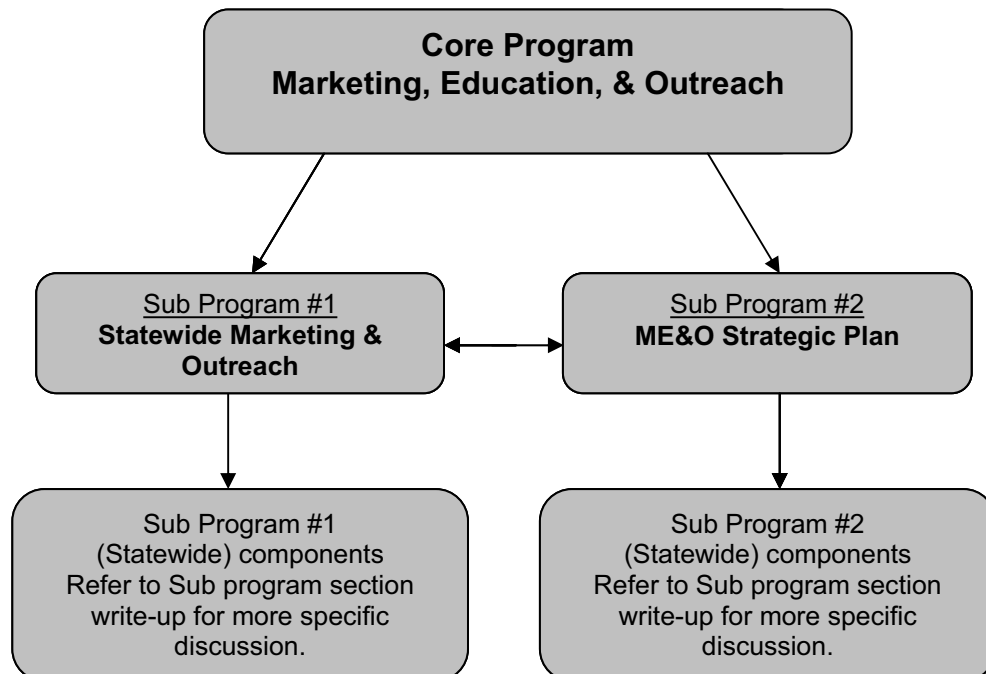 Core Program
Marketing, Education, & Outreach
Sub Program #1
Statewide Marketing &
Outreach
Sub Program #2
ME&O Strategic Plan
Sub Program #1
(Statewide) components
Refer to Sub program section
write-up for more specific
discussion.
Sub Program #2
(Statewide) components
Refer to Sub program section
write-up for more specific
discussion.